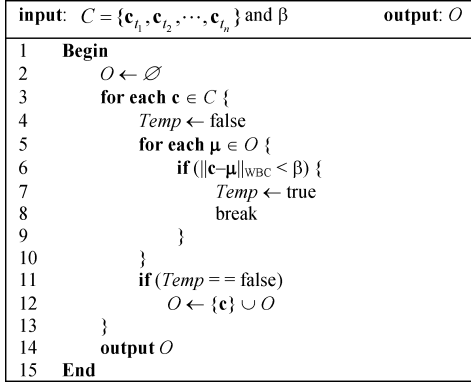 input: C = {c_{t_1}, c_{t_2}, ⋯, c_{t_n}} and β output: O
1 Begin
2 O ← ∅
3 for each c ∈ C {
4 Temp ← false
5 for each μ ∈ O {
6 if (||c–μ||_{WBC} < β) {
7 Temp ← true
8 break
9 }
10 }
11 if (Temp = = false)
12 O ← {c} ∪ O
13 }
14 output O
15 End